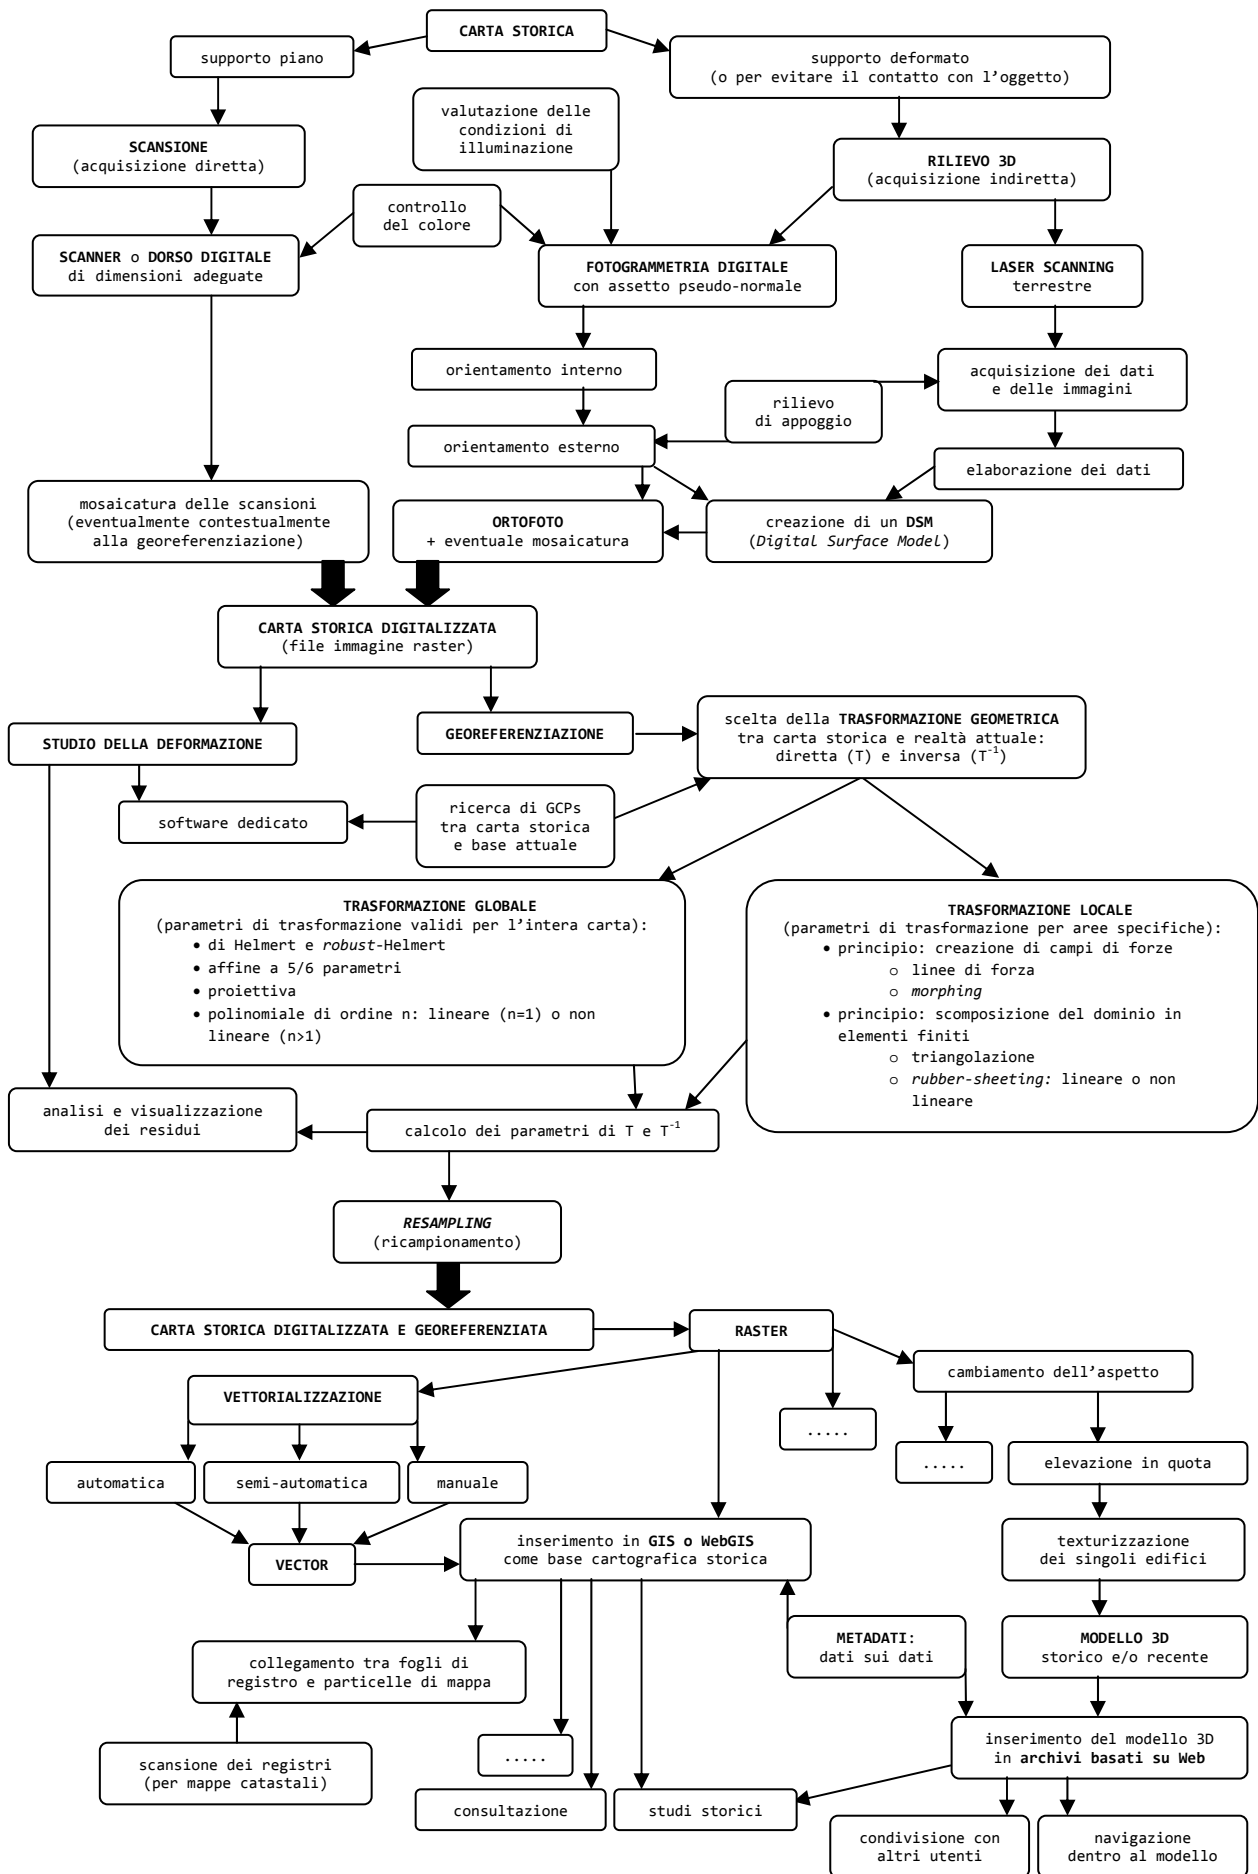 CARTA STORICA
supporto piano
supporto deformato
(o per evitare il contatto con l’oggetto)
valutazione delle
condizioni di
illuminazione
SCANSIONE
(acquisizione diretta)
RILIEVO 3D
(acquisizione indiretta)
controllo
del colore
SCANNER o DORSO DIGITALE
di dimensioni adeguate
FOTOGRAMMETRIA DIGITALE
con assetto pseudo-normale
LASER SCANNING
terrestre
orientamento interno
acquisizione dei dati
e delle immagini
rilievo
di appoggio
orientamento esterno
elaborazione dei dati
mosaicatura delle scansioni
(eventualmente contestualmente
alla georeferenziazione)
ORTOFOTO
+ eventuale mosaicatura
creazione di un DSM
(Digital Surface Model)
CARTA STORICA DIGITALIZZATA
(file immagine raster)
STUDIO DELLA DEFORMAZIONE
GEOREFERENZIAZIONE
scelta della TRASFORMAZIONE GEOMETRICA
tra carta storica e realtà attuale:
diretta (T) e inversa (T⁻¹)
software dedicato
ricerca di GCPs
tra carta storica
e base attuale
TRASFORMAZIONE GLOBALE
(parametri di trasformazione validi per l’intera carta):
• di Helmert e robust-Helmert
• affine a 5/6 parametri
• proiettiva
• polinomiale di ordine n: lineare (n=1) o non
lineare (n>1)
TRASFORMAZIONE LOCALE
(parametri di trasformazione per aree specifiche):
• principio: creazione di campi di forze
o linee di forza
o morphing
• principio: scomposizione del dominio in
elementi finiti
o triangolazione
o rubber-sheeting: lineare o non
lineare
analisi e visualizzazione
dei residui
calcolo dei parametri di T e T⁻¹
RESAMPLING
(ricampionamento)
CARTA STORICA DIGITALIZZATA E GEOREFERENZIATA
RASTER
cambiamento dell’aspetto
VETTORIALIZZAZIONE
.....
.....
automatica
semi-automatica
manuale
elevazione in quota
VECTOR
inserimento in GIS o WebGIS
come base cartografica storica
texturizzazione
dei singoli edifici
METADATI:
dati sui dati
MODELLO 3D
storico e/o recente
collegamento tra fogli di
registro e particelle di mappa
.....
inserimento del modello 3D
in archivi basati su Web
scansione dei registri
(per mappe catastali)
consultazione
studi storici
condivisione con
altri utenti
navigazione
dentro al modello